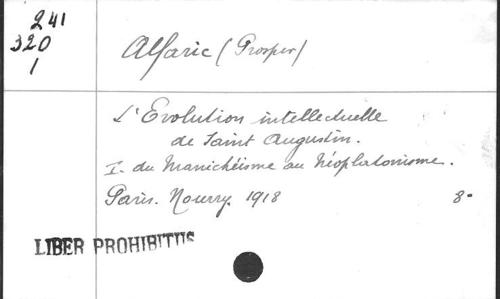 241
320
1
Alfaric (Prosper)
L'Evolution intellectuelle
de Saint Augustin.
I. du Manichéisme au Néoplatonisme.
Paris. Nourry. 1918 8-
LIBER PROHIBITUS